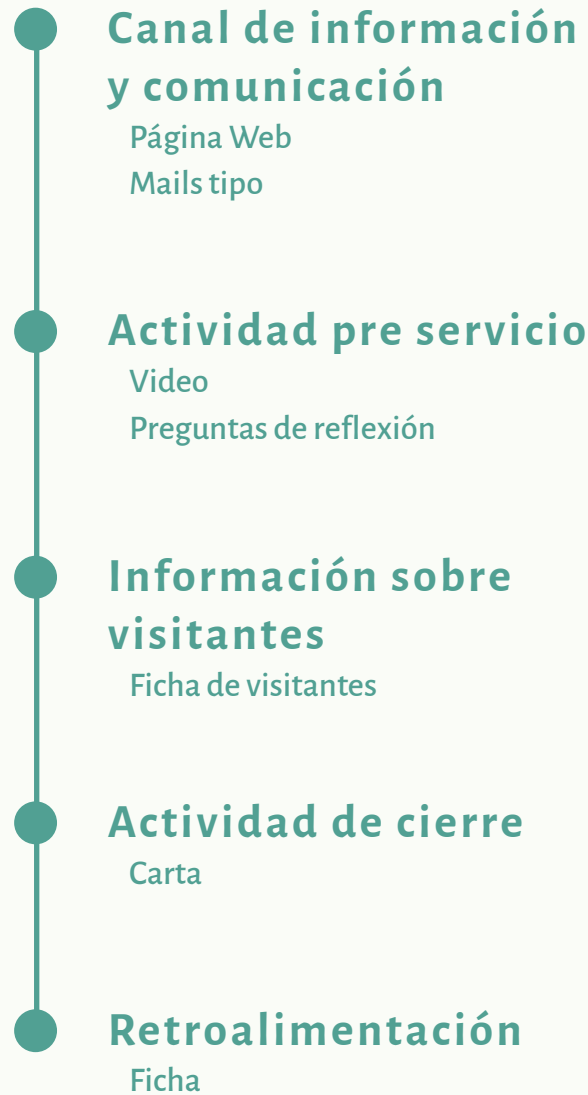 Canal de información
y comunicación
Página Web
Mails tipo
Actividad pre servicio
Video
Preguntas de reflexión
Información sobre
visitantes
Ficha de visitantes
Actividad de cierre
Carta
Retroalimentación
Ficha